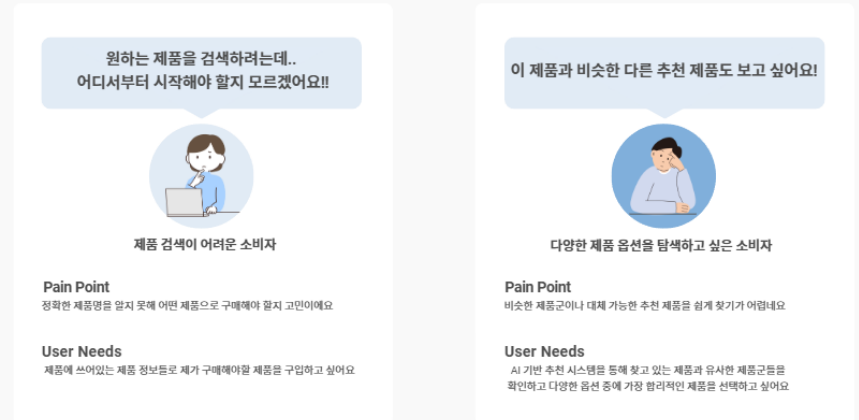 원하는 제품을 검색하려는데..
어디서부터 시작해야 할지 모르겠어요!!
제품 검색이 어려운 소비자
Pain Point
정확한 제품명을 알지 못해 어떤 제품으로 구매해야 할지 고민이에요
User Needs
제품에 쓰어있는 제품 정보들로 제가 구매해야할 제품을 구입하고 싶어요
이 제품과 비슷한 다른 추천 제품도 보고 싶어요!
다양한 제품 옵션을 탐색하고 싶은 소비자
Pain Point
비슷한 제품군이나 대체 가능한 추천 제품을 쉽게 찾기가 어렵네요
User Needs
AI 기반 추천 시스템을 통해 찾고 있는 제품과 유사한 제품군들을
확인하고 다양한 옵션 중에 가장 합리적인 제품을 선택하고 싶어요